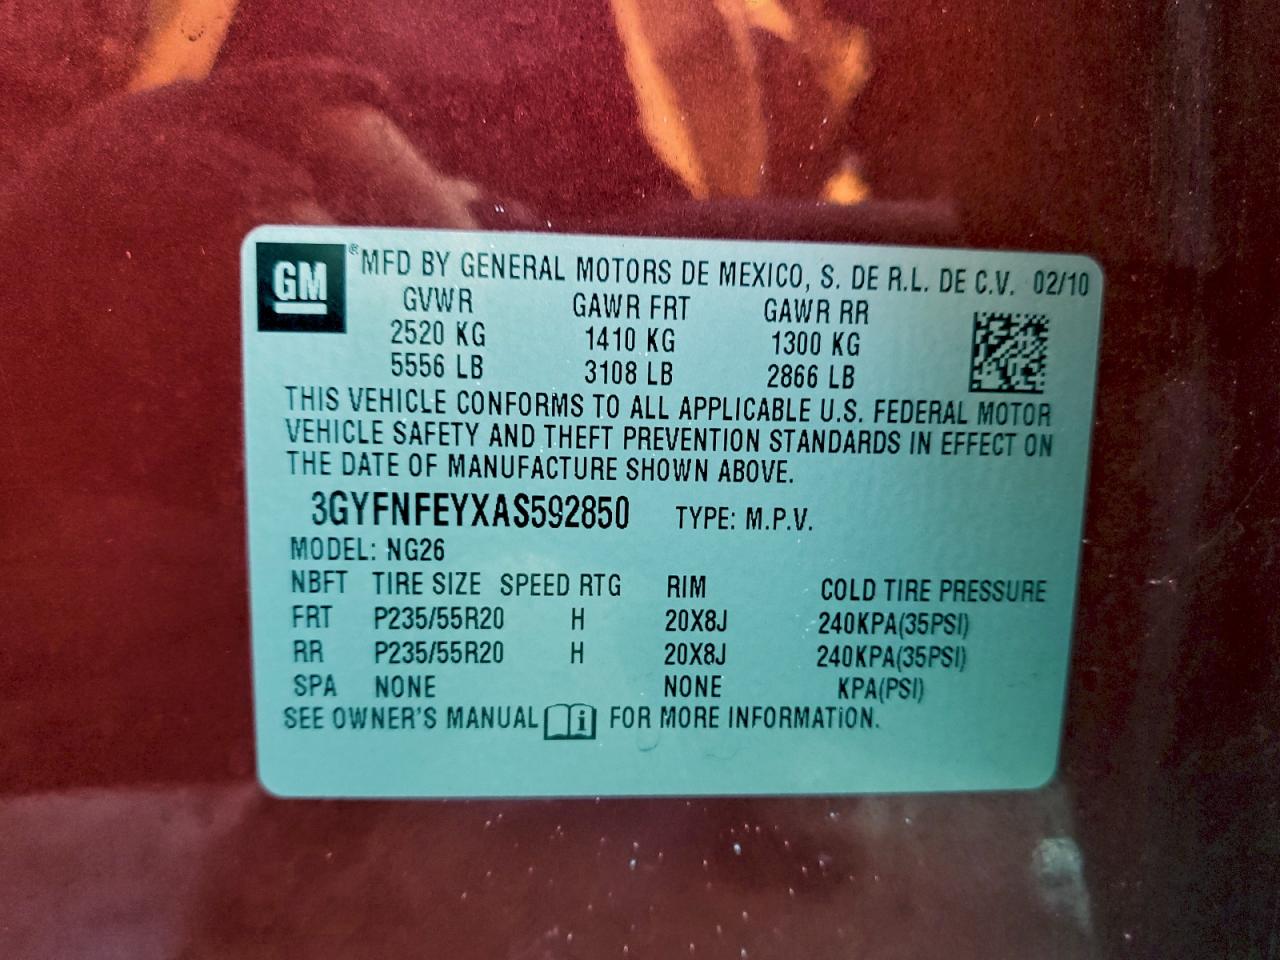 GM ® MFD BY GENERAL MOTORS DE MEXICO, S. DE R.L. DE C.V. 02/10
GVWR GAWR FRT GAWR RR
2520 KG 1410 KG 1300 KG
5556 LB 3108 LB 2866 LB
THIS VEHICLE CONFORMS TO ALL APPLICABLE U.S. FEDERAL MOTOR
VEHICLE SAFETY AND THEFT PREVENTION STANDARDS IN EFFECT ON
THE DATE OF MANUFACTURE SHOWN ABOVE.
3GYFNFEYXAS592850 TYPE: M.P.V.
MODEL: NG26
NBFT TIRE SIZE SPEED RTG RIM COLD TIRE PRESSURE
FRT P235/55R20 H 20X8J 240KPA(35PSI)
RR P235/55R20 H 20X8J 240KPA(35PSI)
SPA NONE NONE KPA(PSI)
SEE OWNER'S MANUAL i FOR MORE INFORMATiON.